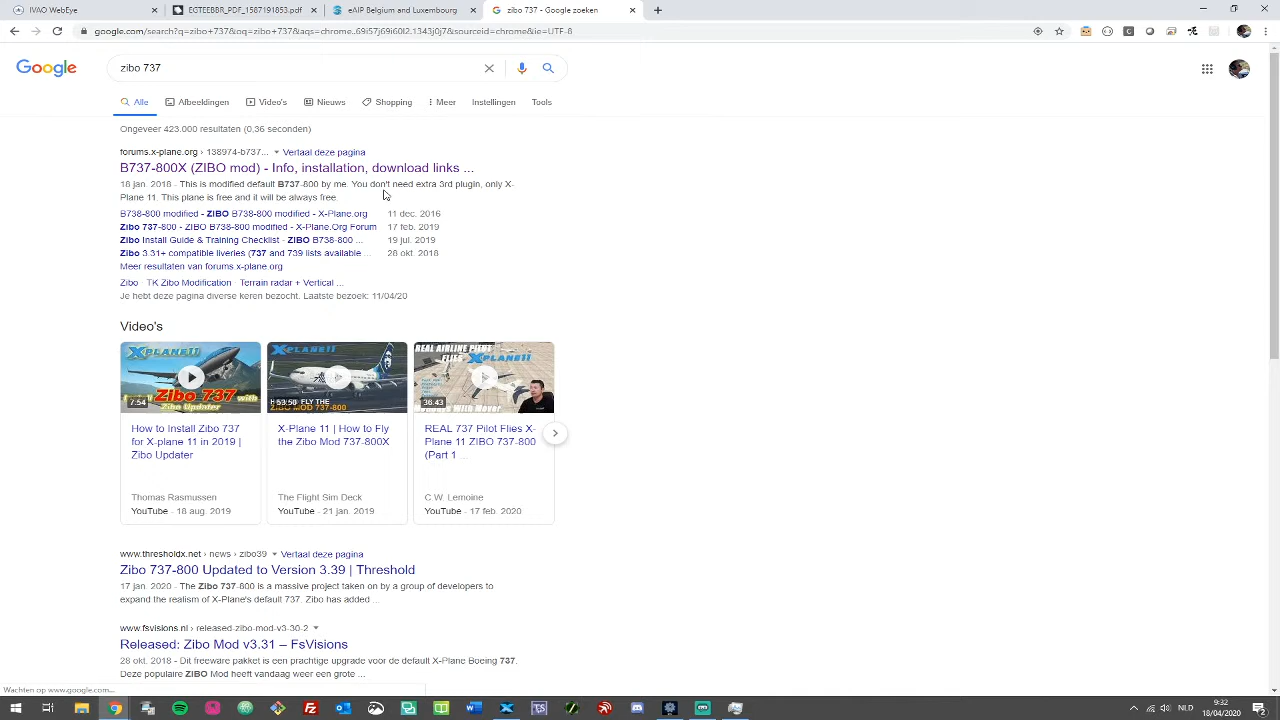 IVAO WebEye
EGTEEBBR_PDF_1587191853.pdf
eAIP Belgium and Luxembourg
zibo 737 - Google zoeken
google.com/search?q=zibo+737&oq=zibo+737&aqs=chrome..69i57j69i60l2.1343j0j7&sourceid=chrome&ie=UTF-8
Google
zibo 737
Alle Afbeeldingen Video's Nieuws Shopping Meer Instellingen Tools
Ongeveer 423.000 resultaten (0,36 seconden)
forums.x-plane.org › 138974-b737... Vertaal deze pagina
B737-800X (ZIBO mod) - Info, installation, download links ...
18 jan. 2018 - This is modified default B737-800 by me. You don't need extra 3rd plugin, only X-
Plane 11. This plane is free and it will be always free.
B738-800 modified - ZIBO B738-800 modified - X-Plane.org 11 dec. 2016
Zibo 737-800 - ZIBO B738-800 modified - X-Plane.Org Forum 17 feb. 2019
Zibo Install Guide & Training Checklist - ZIBO B738-800 ... 19 jul. 2019
Zibo 3.31+ compatible liveries (737 and 739 lists available ... 28 okt. 2018
Meer resultaten van forums.x-plane.org
Zibo · TK Zibo Modification · Terrain radar + Vertical ...
Je hebt deze pagina diverse keren bezocht. Laatste bezoek: 11/04/20
Video's
XPLANE11
Zibo 737
with
Zibo Updater
7:54
XPLANE11
FLY THE
ZIBO MOD 737-800
53:50
REAL AIRLINE PILOT
FLIES XPLANE11
36:43
How to Install Zibo 737
for X-plane 11 in 2019 |
Zibo Updater
Thomas Rasmussen
YouTube - 18 aug. 2019
X-Plane 11 | How to Fly
the Zibo Mod 737-800X
The Flight Sim Deck
YouTube - 21 jan. 2019
REAL 737 Pilot Flies X-
Plane 11 ZIBO 737-800
(Part 1 ...
C.W. Lemoine
YouTube - 17 feb. 2020
www.thresholdx.net › news › zibo39 Vertaal deze pagina
Zibo 737-800 Updated to Version 3.39 | Threshold
17 jan. 2020 - The Zibo 737-800 is a massive project taken on by a group of developers to
expand the realism of X-Plane's default 737. Zibo has added ...
www.fsvisions.nl › released-zibo-mod-v3-30-2
Released: Zibo Mod v3.31 – FsVisions
28 okt. 2018 - Dit freeware pakket is een prachtige upgrade voor de default X-Plane Boeing 737.
Deze populaire ZIBO Mod heeft vandaag weer een grote ...
Wachten op www.google.com...
NLD
9:32
18/04/2020
2